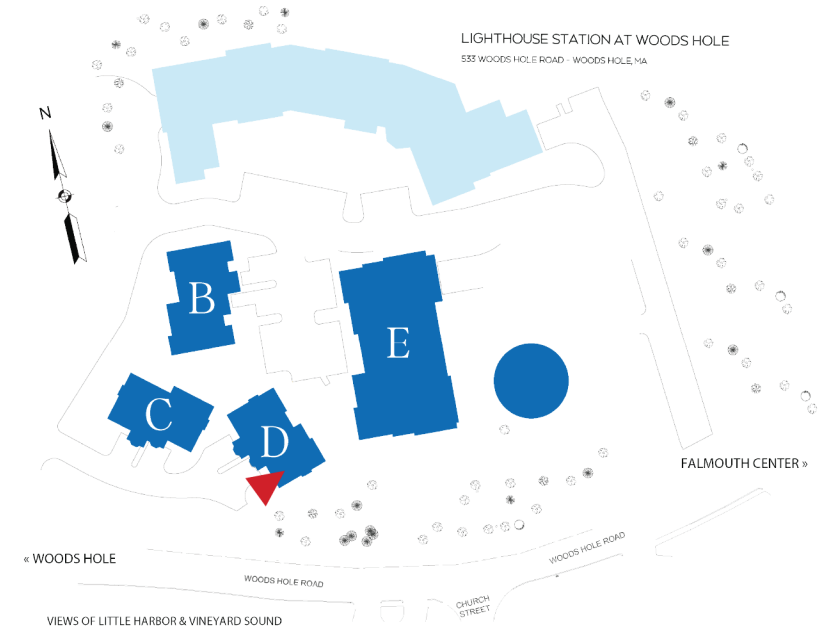 LIGHTHOUSE STATION AT WOODS HOLE
533 WOODS HOLE ROAD - WOODS HOLE, MA
N
B
E
C
D
FALMOUTH CENTER »
« WOODS HOLE
WOODS HOLE ROAD
WOODS HOLE ROAD
CHURCH
STREET
VIEWS OF LITTLE HARBOR & VINEYARD SOUND